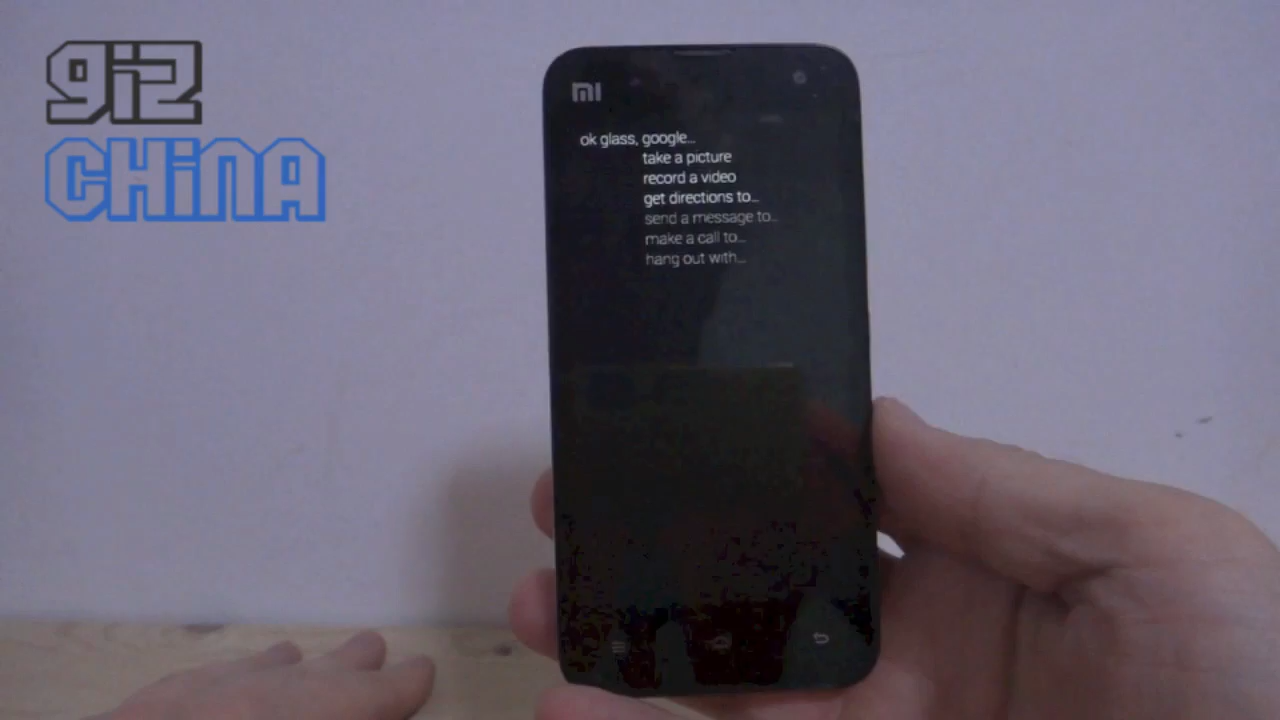 giz
CHINA
mi
ok glass, google...
take a picture
record a video
get directions to...
send a message to...
make a call to...
hang out with...